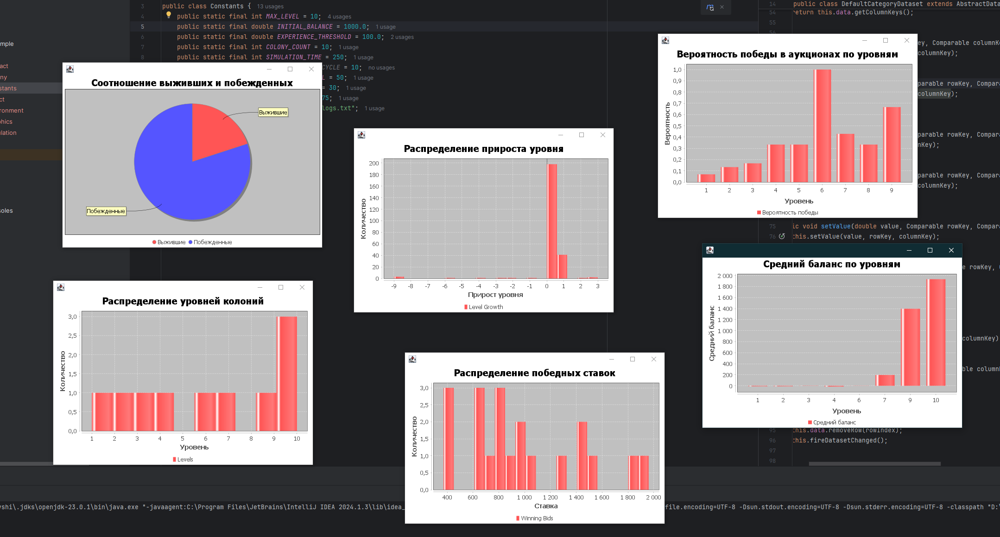 3 public class Constants { 13 usages
4 public static final int MAX_LEVEL = 10; 4 usages
5 public static final double INITIAL_BALANCE = 1000.0; 1 usage
6 public static final double EXPERIENCE_THRESHOLD = 100.0; 2 usages
7 public static final int COLONY_COUNT = 10; 1 usage
8 public static final int SIMULATION_TIME = 250; 1 usage
CYCLE = 10; no usages
L = 50; 1 usage
= 30; 1 usage
75; 1 usage
logs.txt"; 1 usage
mple
act
ny
stants
ct
ronment
phics
ulation
soles
Соотношение выживших и побежденных
Выжившие
Побежденные
Выжившие Побежденные
Распределение уровней колоний
Количество
3,0
2,5
2,0
1,5
1,0
0,5
0,0
1 2 3 4 5 6 7 8 9 10
Уровень
Levels
Распределение прироста уровня
Количество
200
180
160
140
120
100
80
60
40
20
0
-9 -8 -7 -6 -5 -4 -3 -2 -1 0 1 2 3
Прирост уровня
Level Growth
Распределение победных ставок
Количество
3,0
2,5
2,0
1,5
1,0
0,5
0,0
400 600 800 1 000 1 200 1 400 1 600 1 800 2 000
Ставка
Winning Bids
Вероятность победы в аукционах по уровням
Вероятность
1,0
0,9
0,8
0,7
0,6
0,5
0,4
0,3
0,2
0,1
0,0
1 2 3 4 5 6 7 8 9
Уровень
Вероятность победы
Средний баланс по уровням
Средний баланс
2 000
1 800
1 600
1 400
1 200
1 000
800
600
400
200
0
1 2 3 4 6 7 9 10
Уровень
Средний баланс
14 public class DefaultCategoryDataset extends AbstractData
54 return this.data.getColumnKeys();
55
56
ey, Comparable columnKe
columnKey);
parable rowKey, Compara
columnKey);
parable rowKey, Compara
nKey);
parable rowKey, Compara
columnKey);
75 ic void setValue(double value, Comparable rowKey, Compara
76 this.setValue(value, rowKey, columnKey);
e rowKey, C
columnKey)
ble columnK
95 this.data.removeRow(rowIndex);
96 this.fireDatasetChanged();
97
98
vshi\.jdks\openjdk-23.0.1\bin\java.exe "-javaagent:C:\Program Files\JetBrains\IntelliJ IDEA 2024.1.3\lib\idea_ file.encoding=UTF-8 -Dsun.stdout.encoding=UTF-8 -Dsun.stderr.encoding=UTF-8 -classpath "D:\